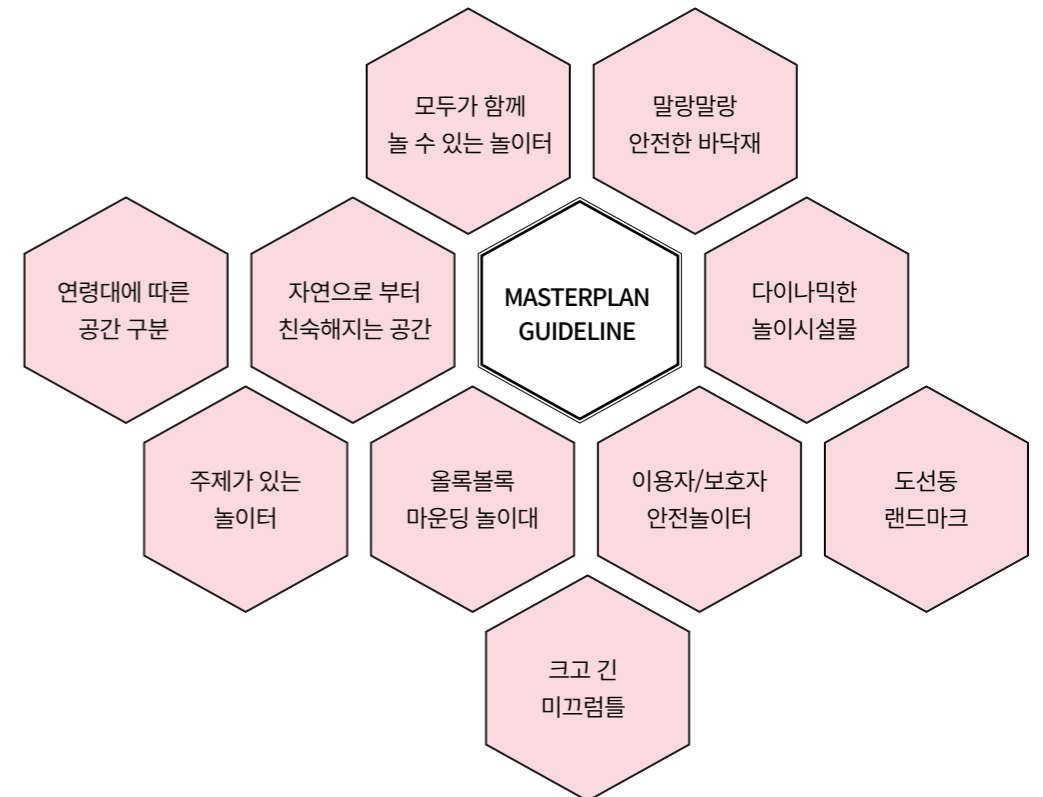 모두가 함께
놀 수 있는 놀이터
말랑말랑
안전한 바닥재
연령대에 따른
공간 구분
자연으로 부터
친숙해지는 공간
MASTERPLAN
GUIDELINE
다이나믹한
놀이시설물
주제가 있는
놀이터
올록볼록
마운딩 놀이대
이용자/보호자
안전놀이터
도선동
랜드마크
크고 긴
미끄럼틀